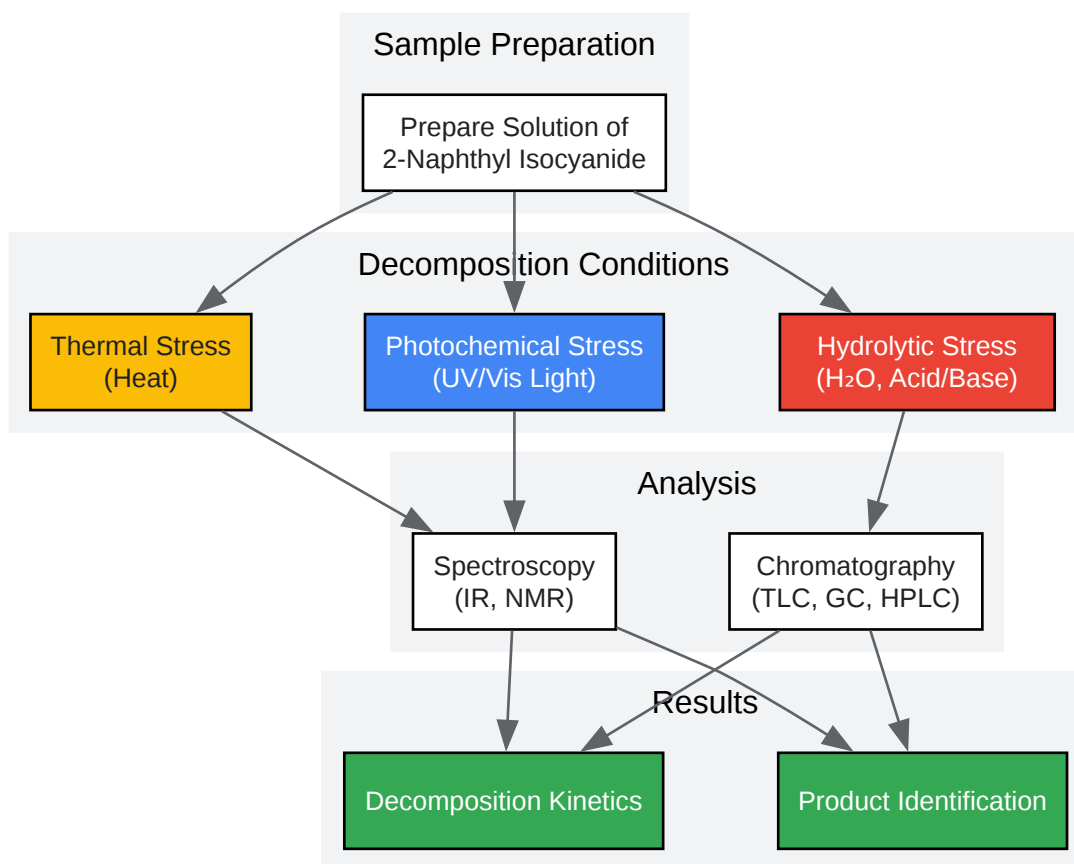 Sample Preparation
Prepare Solution of
2-Naphthyl Isocyanide
Decomposition Conditions
Thermal Stress
(Heat)
Photochemical Stress
(UV/Vis Light)
Hydrolytic Stress
(H₂O, Acid/Base)
Analysis
Spectroscopy
(IR, NMR)
Chromatography
(TLC, GC, HPLC)
Results
Decomposition Kinetics
Product Identification